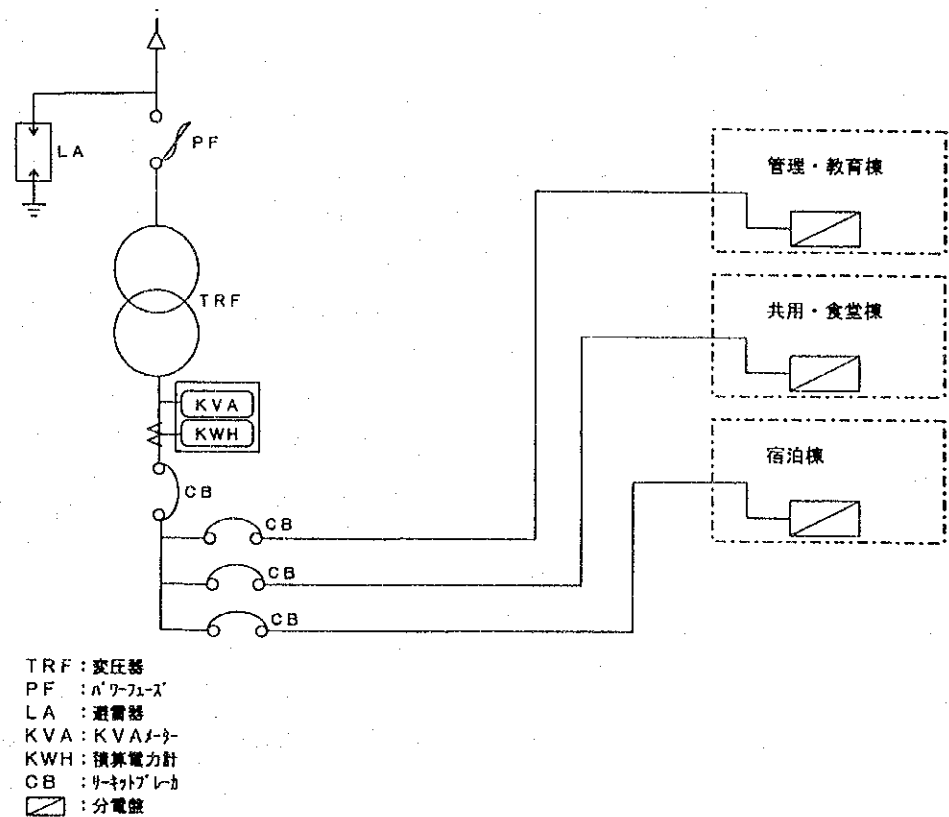 LA
PF
管理・教育棟
TRF
共用・食堂棟
KVA
KWH
宿泊棟
CB
CB
CB
CB
TRF:変圧器
PF :パワーフューズ
LA :避雷器
KVA:KVAメーター
KWH:積算電力計
CB :サーキットブレーカ
:分電盤